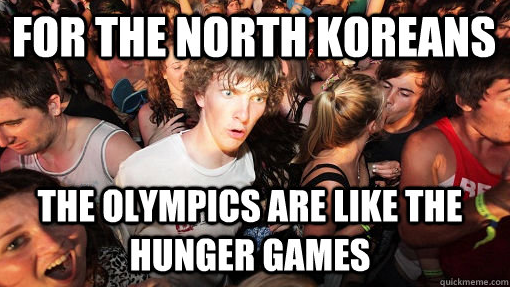 FOR THE NORTH KOREANS
THE OLYMPICS ARE LIKE THE
HUNGER GAMES
quickmeme.com